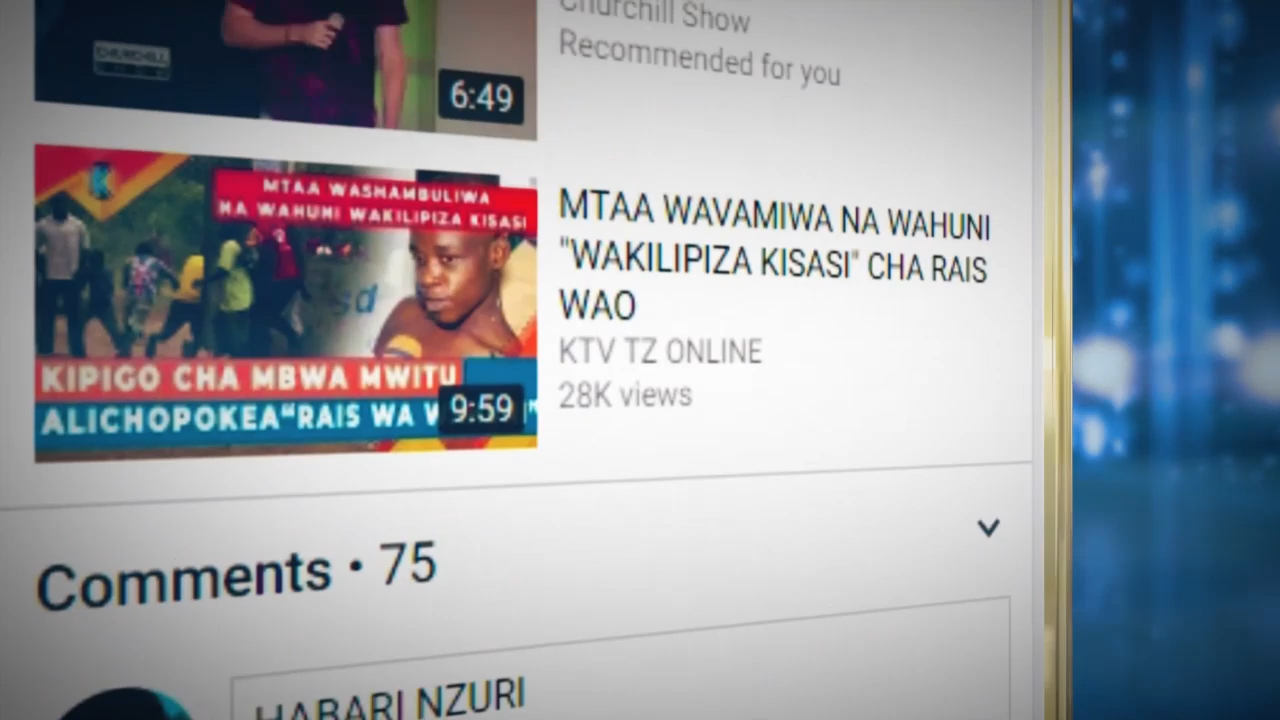 Churchill Show
Recommended for you
CHURCHILL
6:49
MTAA WASHAMBULIWA
NA WAHUNI WAKILIPIZA KISASI
KIPIGO CHA MBWA MWITU
ALICHOPOKEA "RAIS WA
9:59
MTAA WAVAMIWA NA WAHUNI
"WAKILIPIZA KISASI" CHA RAIS
WAO
KTV TZ ONLINE
28K views
Comments • 75
HABARI NZURI